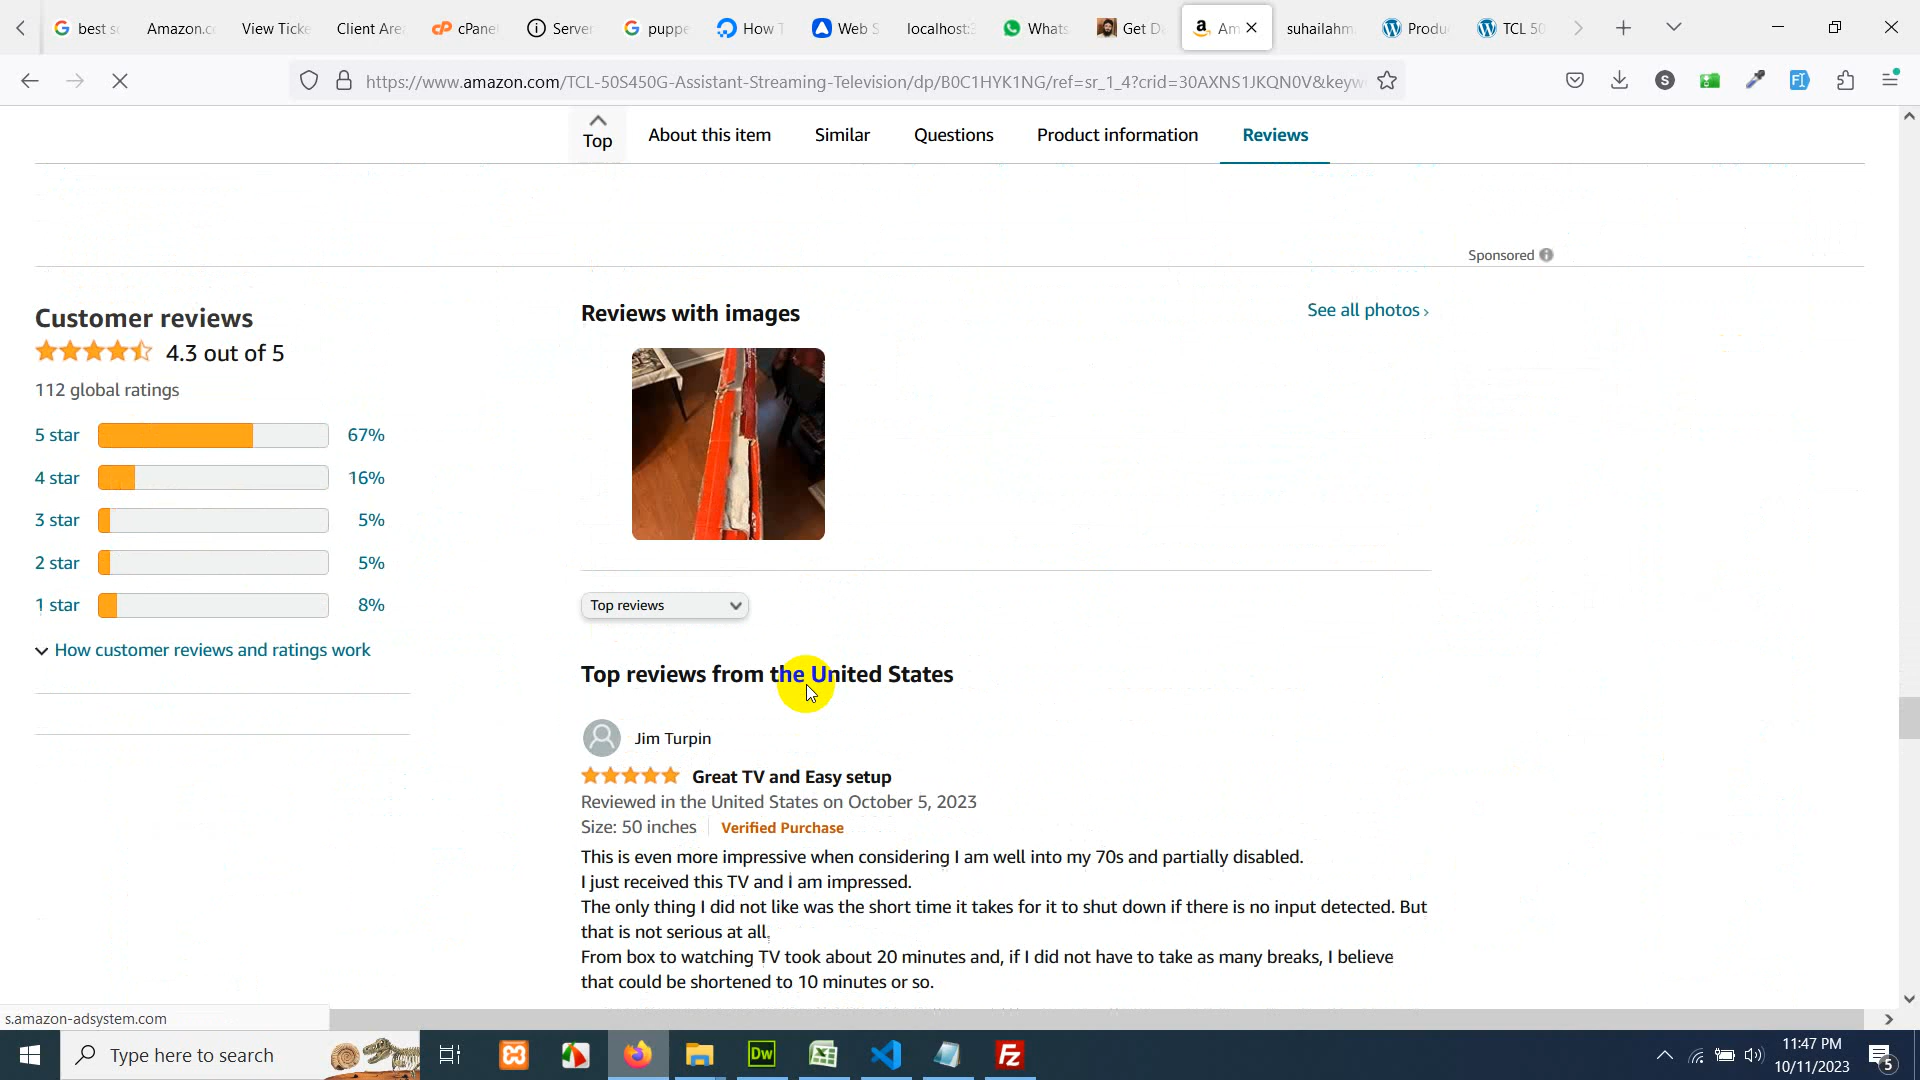 best s
Amazon.c
View Ticke
Client Are
cPane
Server
puppe
How T
Web S
localhost:
Whats
Get D
Am
suhailahm
Produ
TCL 50
https://www.amazon.com/TCL-50S450G-Assistant-Streaming-Television/dp/B0C1HYK1NG/ref=sr_1_4?crid=30AXNS1JKQN0V&keyw
Top
About this item
Similar
Questions
Product information
Reviews
Sponsored
Customer reviews
4.3 out of 5
112 global ratings
5 star 67%
4 star 16%
3 star 5%
2 star 5%
1 star 8%
How customer reviews and ratings work
Reviews with images
See all photos ›
Top reviews
Top reviews from the United States
Jim Turpin
Great TV and Easy setup
Reviewed in the United States on October 5, 2023
Size: 50 inches Verified Purchase
This is even more impressive when considering I am well into my 70s and partially disabled.
I just received this TV and I am impressed.
The only thing I did not like was the short time it takes for it to shut down if there is no input detected. But
that is not serious at all.
From box to watching TV took about 20 minutes and, if I did not have to take as many breaks, I believe
that could be shortened to 10 minutes or so.
s.amazon-adsystem.com
Type here to search
Dw
Fz
11:47 PM
10/11/2023
5